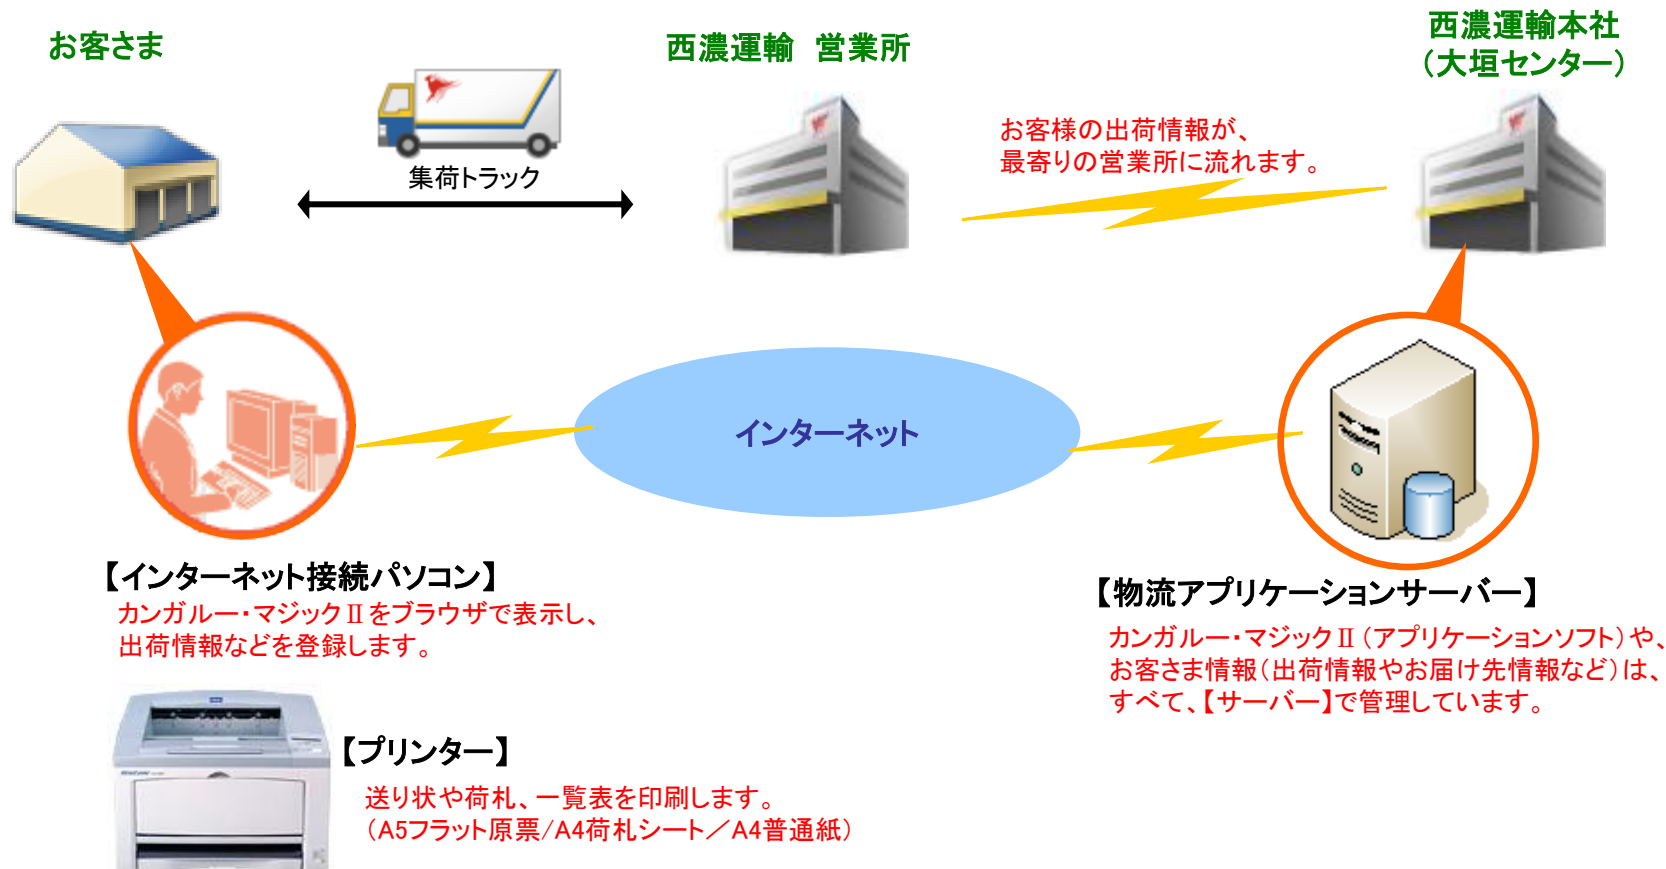 お客さま
西濃運輸 営業所
西濃運輸本社
（大垣センター）
集荷トラック
お客様の出荷情報が、
最寄りの営業所に流れます。
インターネット
【インターネット接続パソコン】
カンガルー・マジックⅡをブラウザで表示し、
出荷情報などを登録します。
【物流アプリケーションサーバー】
カンガルー・マジックⅡ（アプリケーションソフト）や、
お客さま情報（出荷情報やお届け先情報など）は、
すべて、【サーバー】で管理しています。
【プリンター】
送り状や荷札、一覧表を印刷します。
（A5フラット原票/A4荷札シート／A4普通紙）